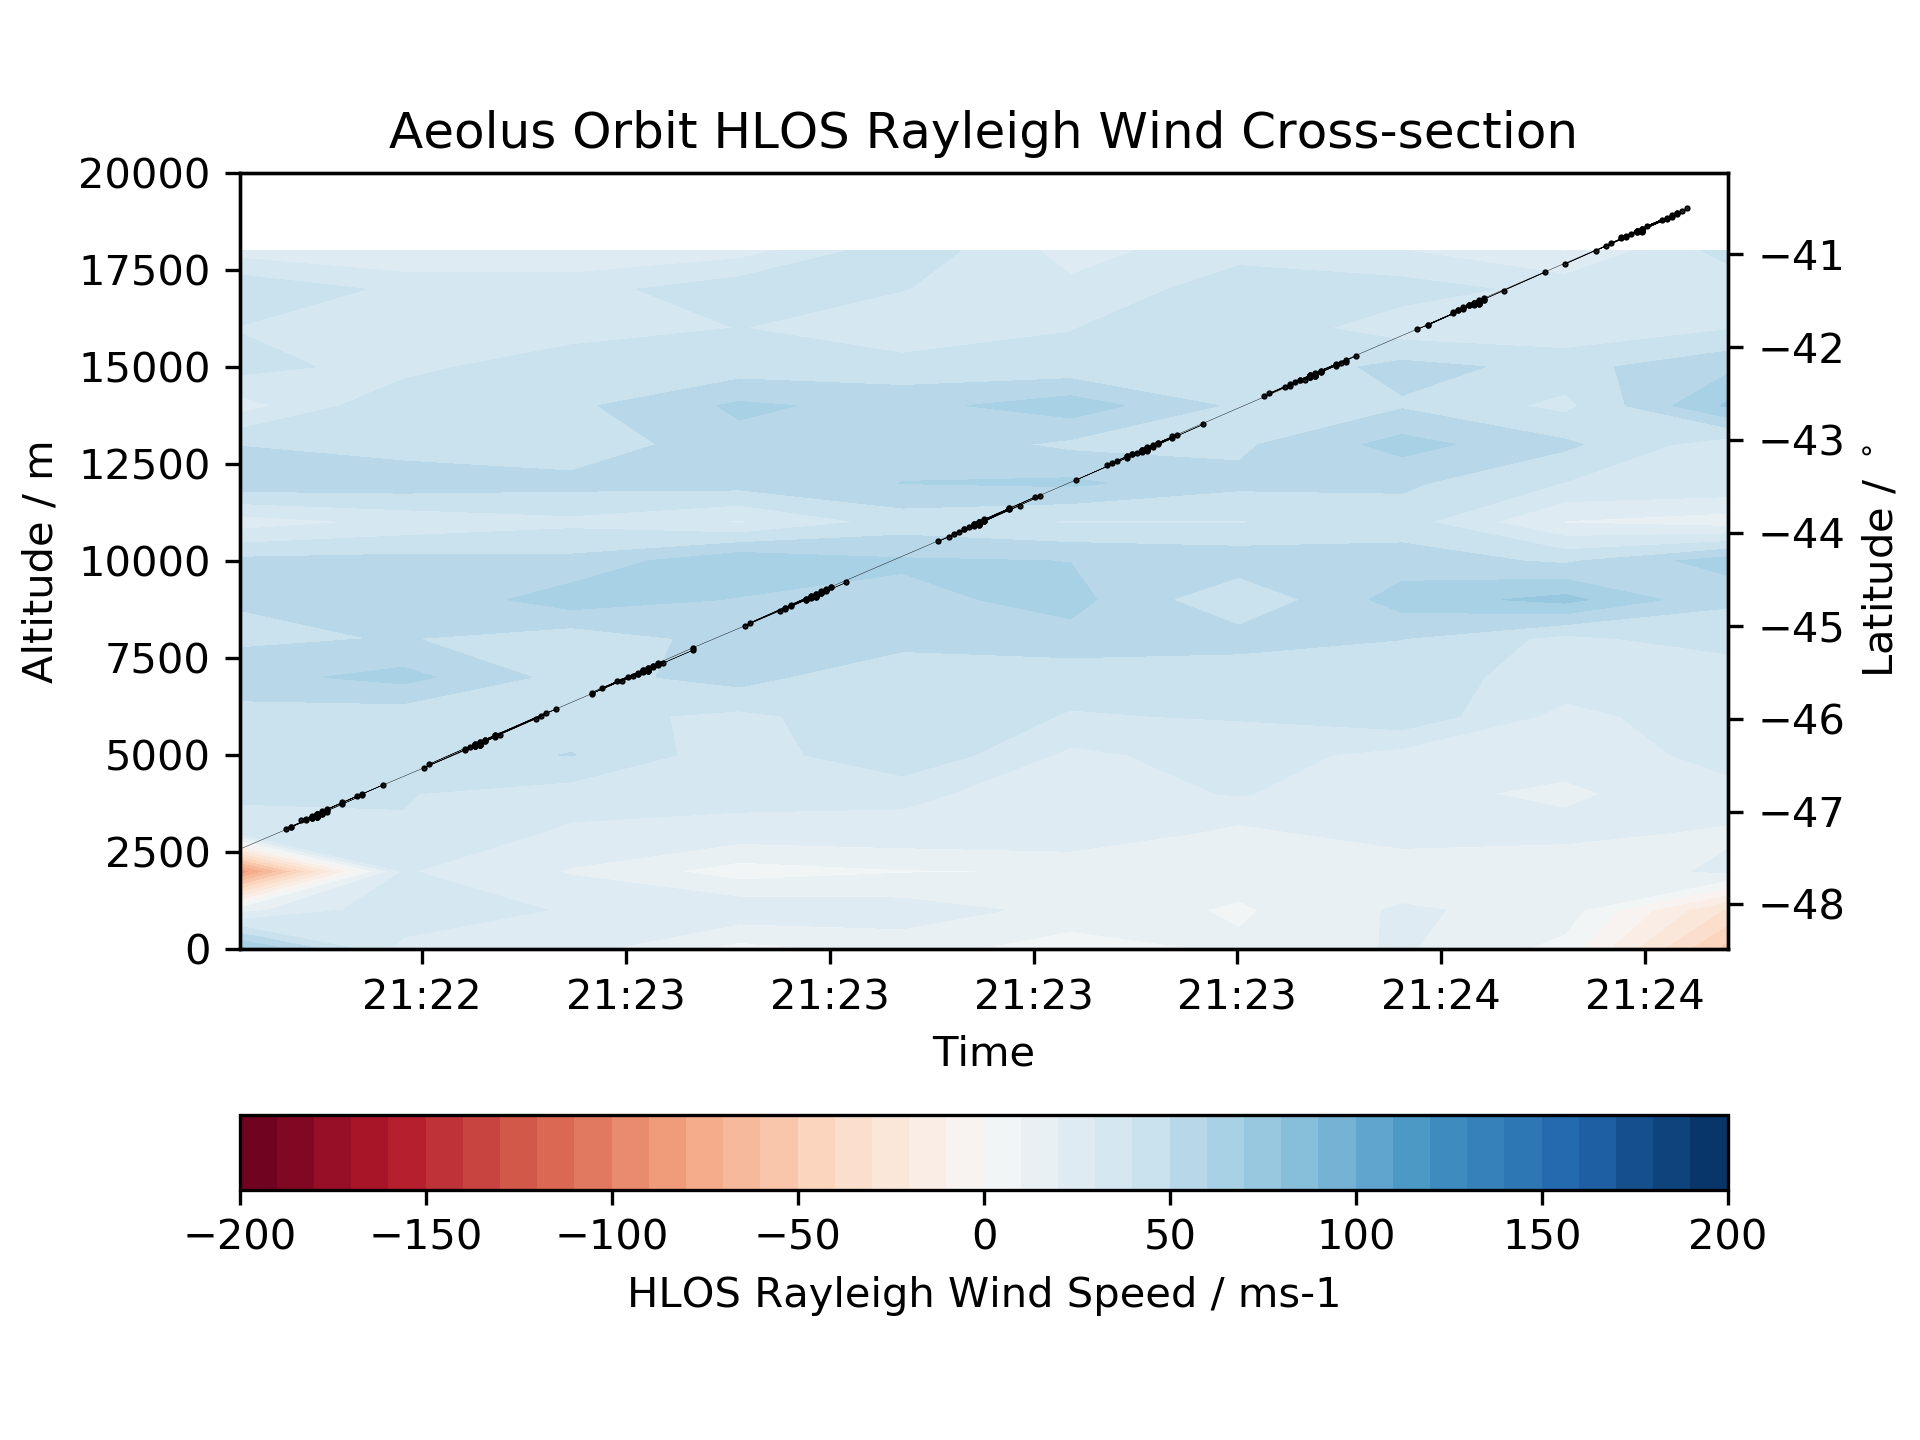 Aeolus Orbit HLOS Rayleigh Wind Cross-section
20000
17500
15000
12500
10000
7500
5000
2500
0
Altitude / m
−41
−42
−43
−44
−45
−46
−47
−48
Latitude / °
21:22 21:23 21:23 21:23 21:23 21:24 21:24
Time
−200 −150 −100 −50 0 50 100 150 200
HLOS Rayleigh Wind Speed / ms-1